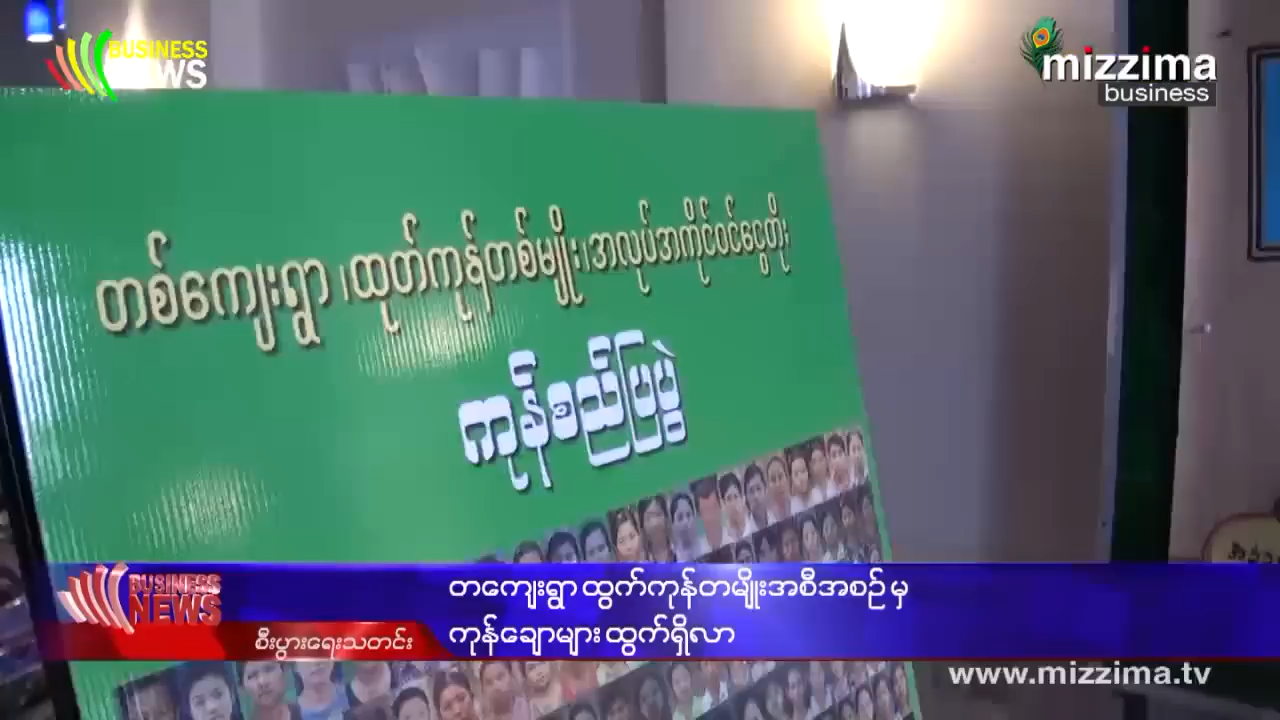 BUSINESS
NEWS
mizzima
business
တစ်ကျေးရွာ ၊ထုတ်ကုန်တစ်မျိုး၊အလုပ်အကိုင်ဝင်ငွေတိုး
ကုန်စည်ပြပွဲ
BUSINESS
NEWS
စီးပွားရေးသတင်း
တကျေးရွာ ထွက်ကုန်တမျိုးအစီအစဉ် မှ
ကုန်ချောများ ထွက်ရှိလာ
www.mizzima.tv